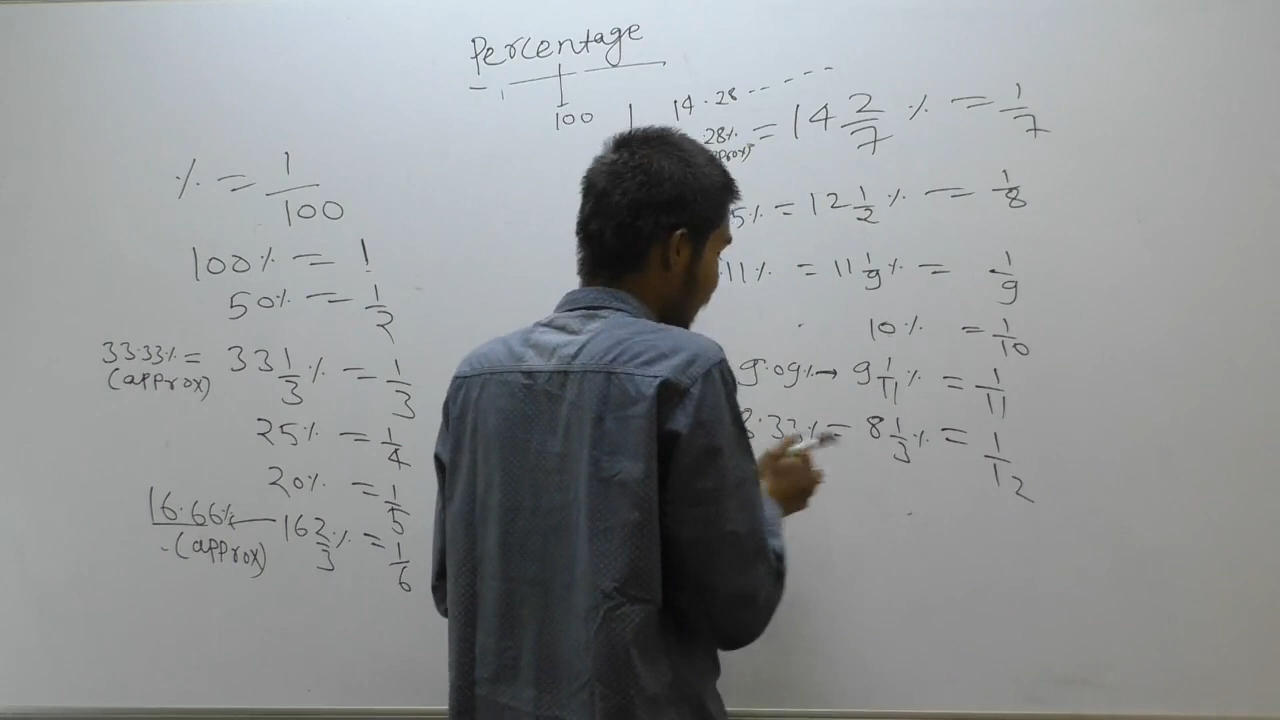 Percentage
100
% = 1/100
100% = 1
50% = 1/2
33.33% = 33 1/3 % = 1/3
(approx)
25% = 1/4
20% = 1/5
16.66% ← 16 2/3 % = 1/6
(approx)
14.28 -- - - - -
.28% = 14 2/7 % = 1/7
pprox)
5% = 12 1/2 % = 1/8
.11% = 11 1/9 % = 1/9
10% = 1/10
9.09% → 9 1/11 % = 1/11
8.33% = 8 1/3 % = 1/12